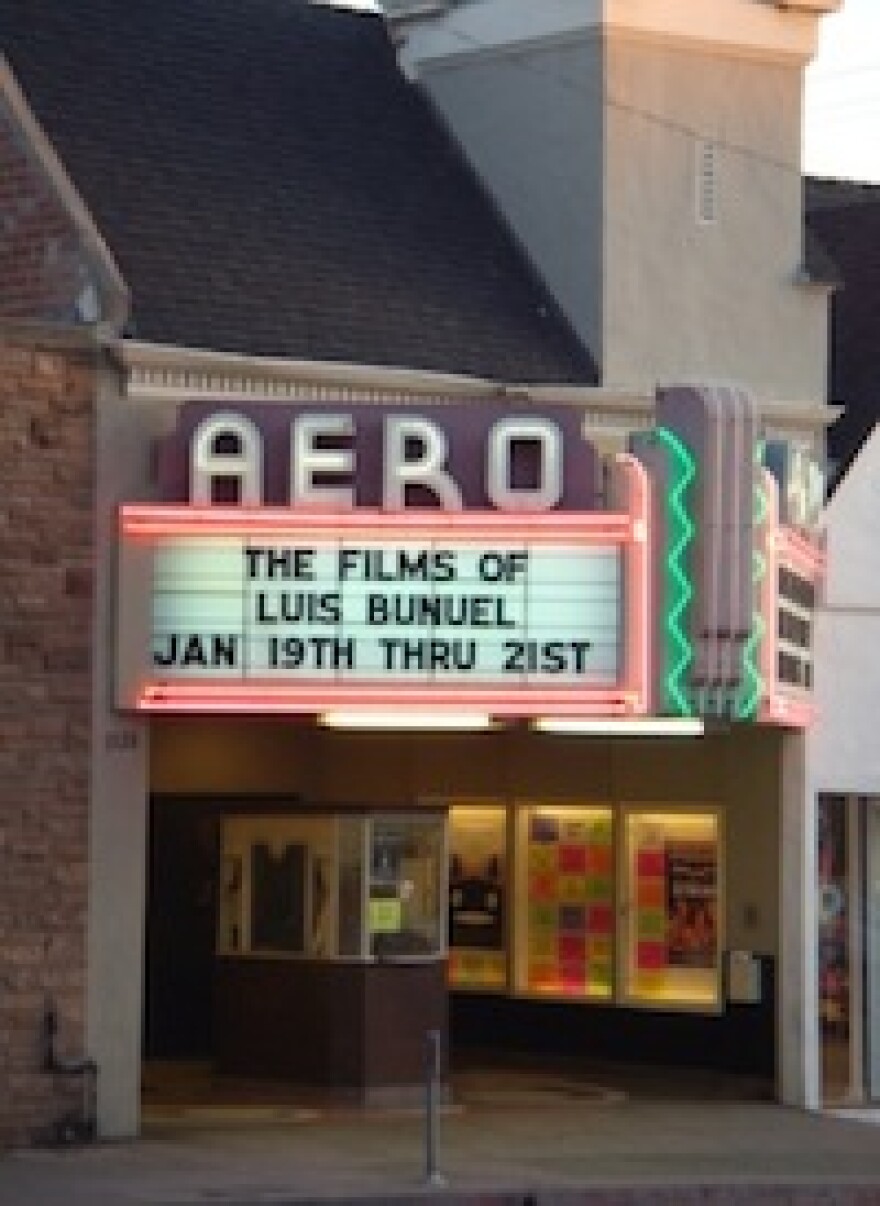 AERO
THE FILMS OF
LUIS BUNUEL
JAN 19TH THRU 21ST